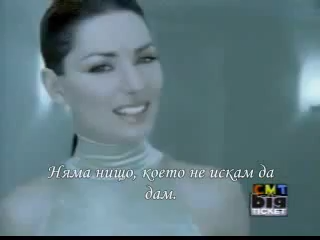 Няма нищо, което не искам да
дам.
CMT
big
TICKET